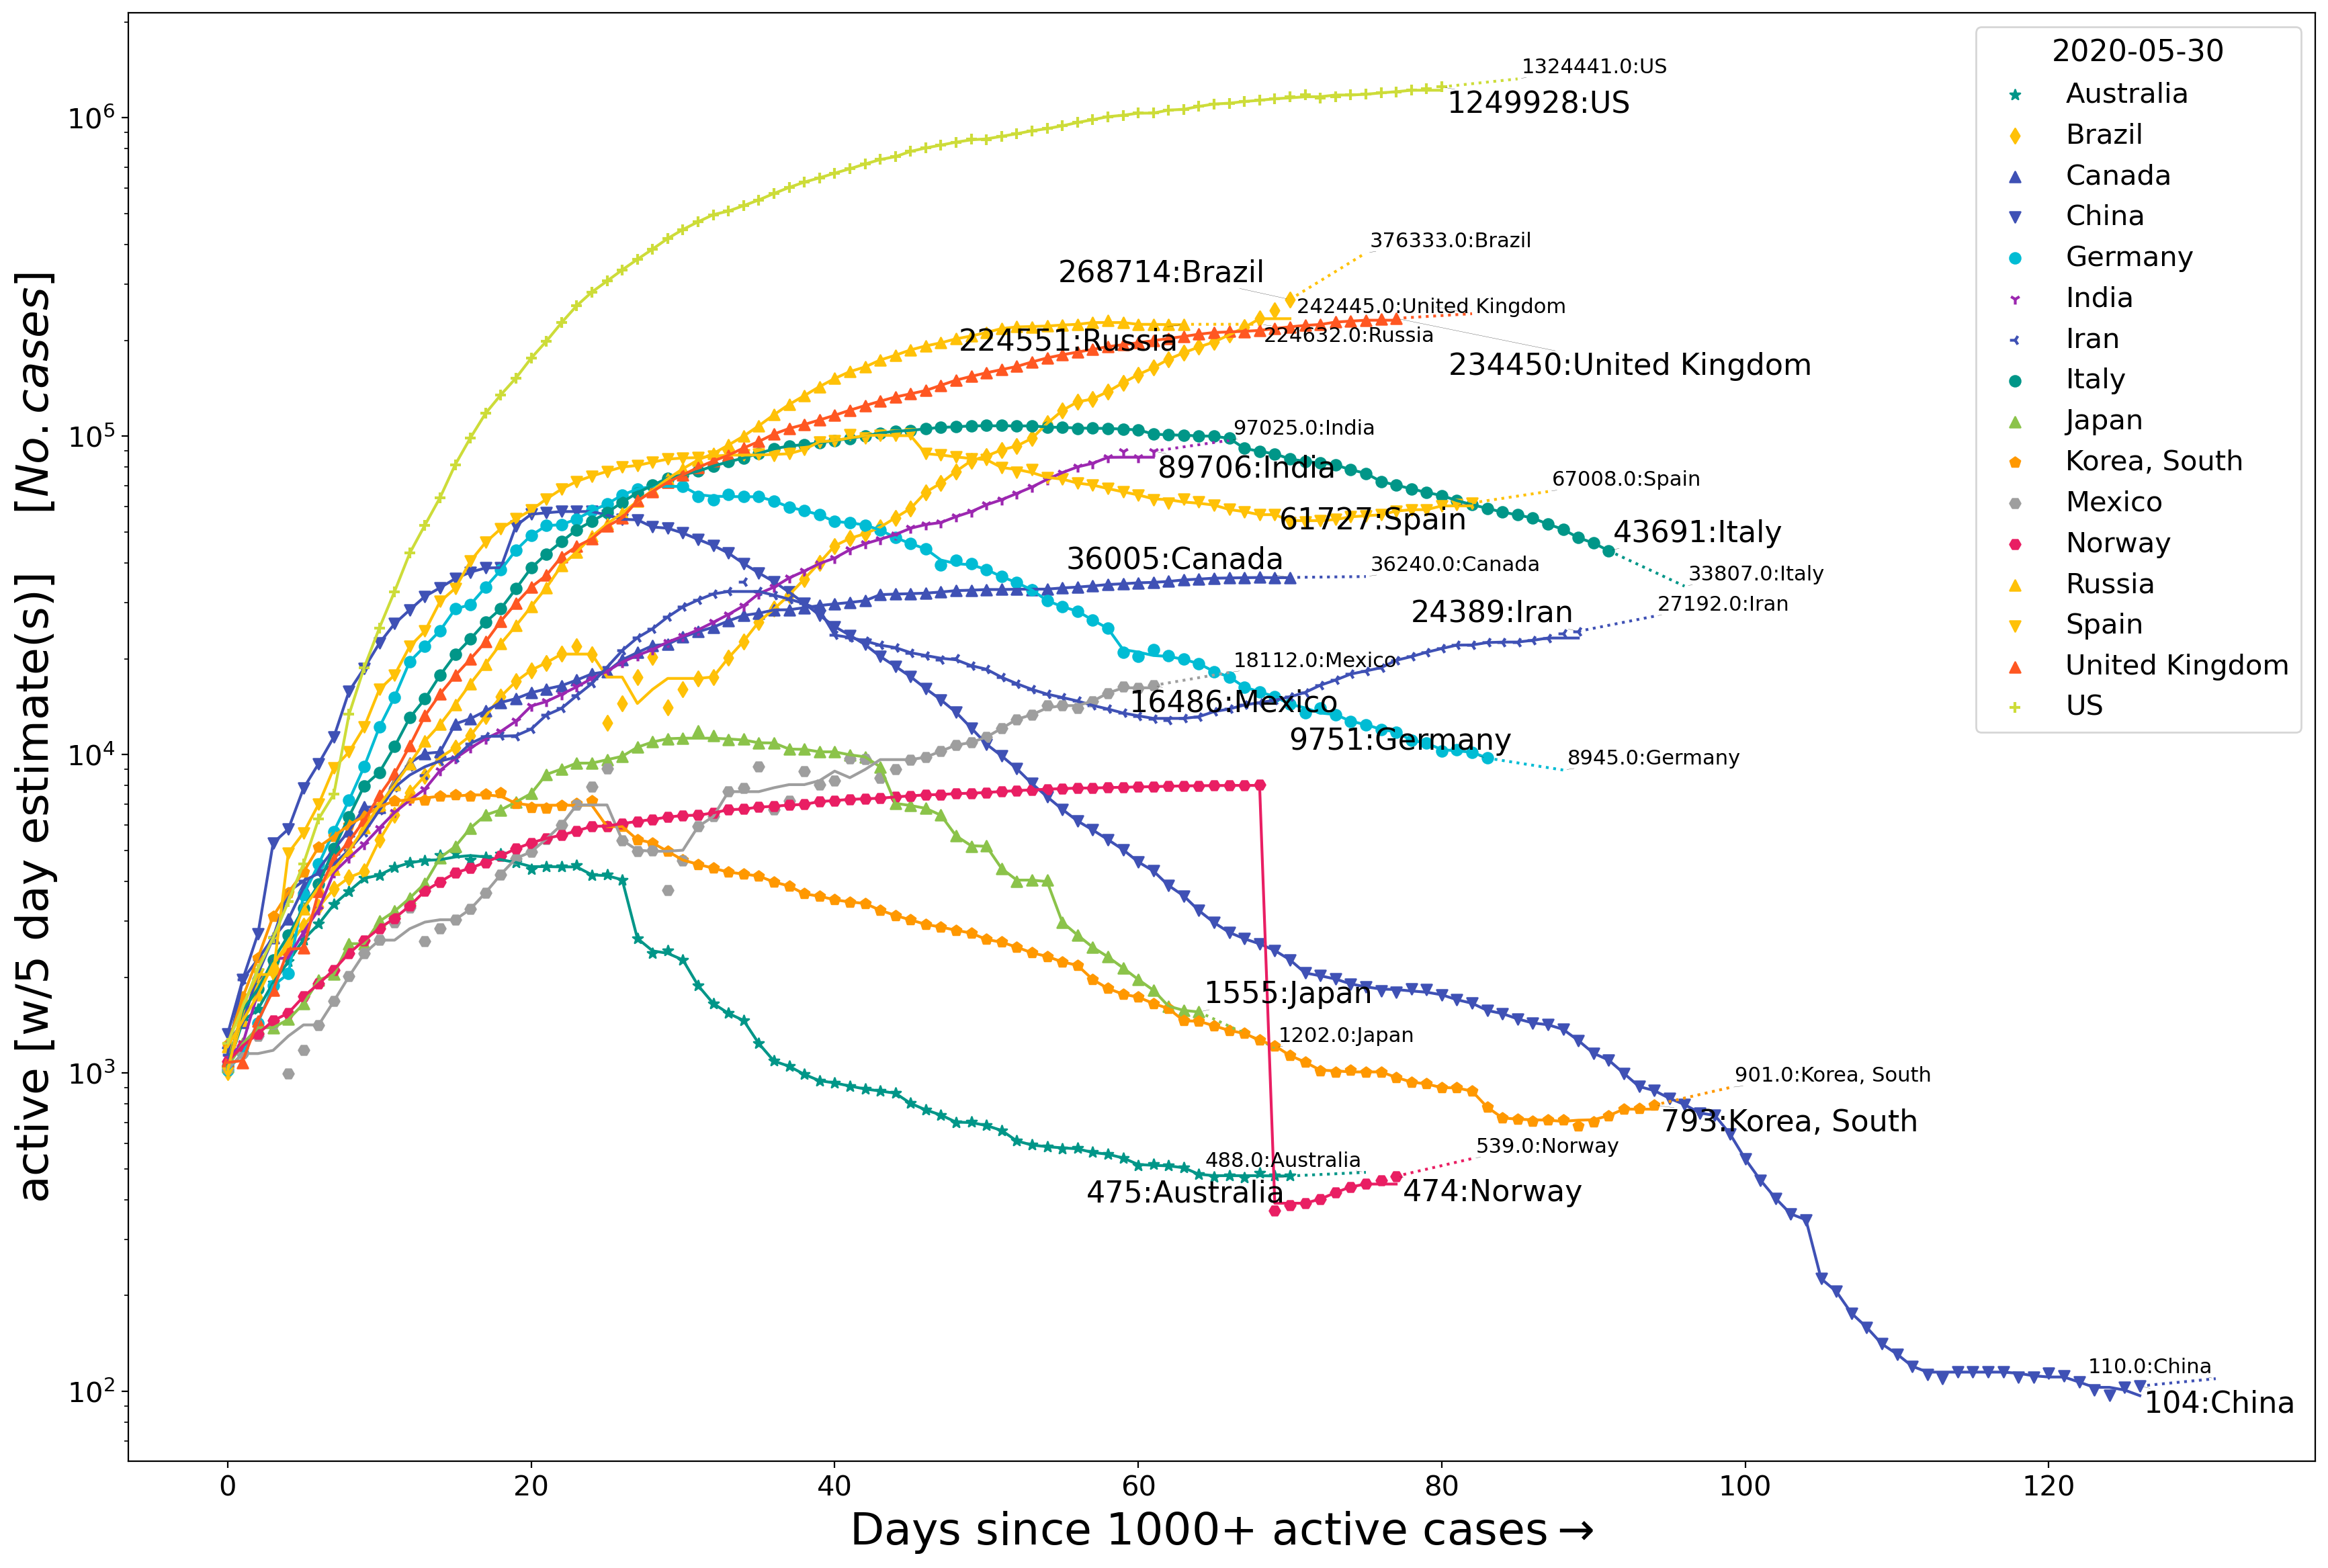 active [w/5 day estimate(s)] [No. cases]
10^6
10^5
10^4
10^3
10^2
1324441.0:US
1249928:US
376333.0:Brazil
268714:Brazil
242445.0:United Kingdom
224551:Russia
224632.0:Russia
234450:United Kingdom
97025.0:India
89706:India
67008.0:Spain
61727:Spain
43691:Italy
36005:Canada
36240.0:Canada
33807.0:Italy
24389:Iran
27192.0:Iran
18112.0:Mexico
16486:Mexico
9751:Germany
8945.0:Germany
1555:Japan
1202.0:Japan
901.0:Korea, South
793:Korea, South
539.0:Norway
488.0:Australia
475:Australia
474:Norway
110.0:China
104:China
2020-05-30
Australia
Brazil
Canada
China
Germany
India
Iran
Italy
Japan
Korea, South
Mexico
Norway
Russia
Spain
United Kingdom
US
0 20 40 60 80 100 120
Days since 1000+ active cases→